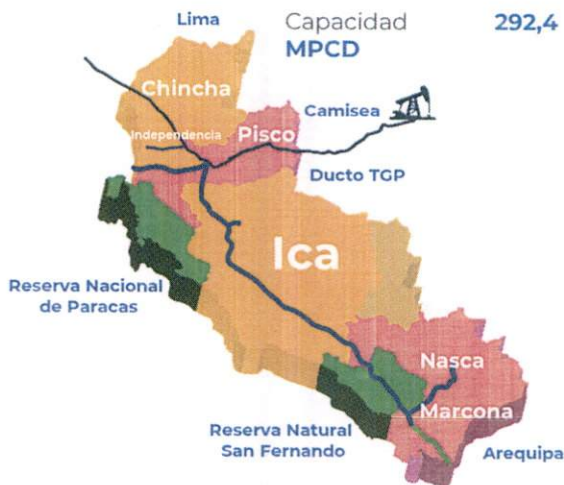 Lima
Capacidad
MPCD
292,4
Chincha
Camisea
Independencia
Pisco
Ducto TGP
Ica
Reserva Nacional
de Paracas
Nasca
Marcona
Reserva Natural
San Fernando
Arequipa